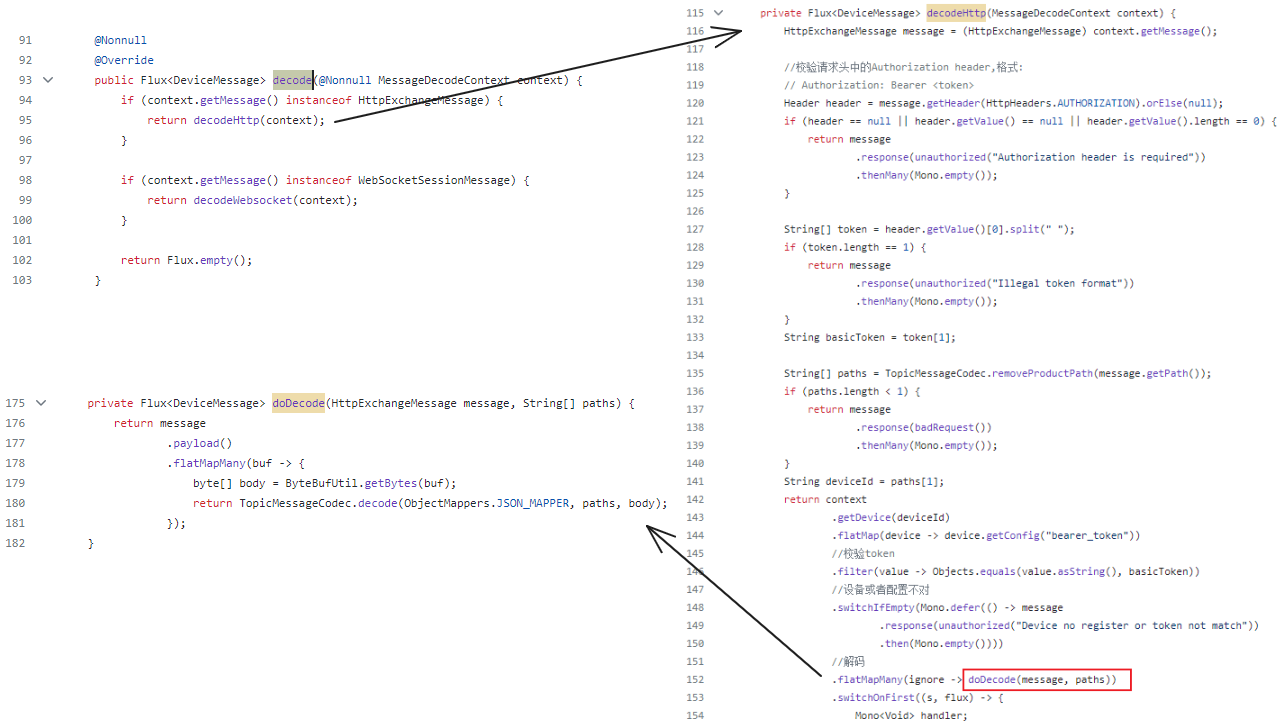 91 @Nonnull
92 @Override
93 public Flux<DeviceMessage> decode(@Nonnull MessageDecodeContext context) {
94 if (context.getMessage() instanceof HttpExchangeMessage) {
95 return decodeHttp(context);
96 }
97
98 if (context.getMessage() instanceof WebSocketSessionMessage) {
99 return decodeWebsocket(context);
100 }
101
102 return Flux.empty();
103 }
175 private Flux<DeviceMessage> doDecode(HttpExchangeMessage message, String[] paths) {
176 return message
177 .payload()
178 .flatMapMany(buf -> {
179 byte[] body = ByteBufUtil.getBytes(buf);
180 return TopicMessageCodec.decode(ObjectMappers.JSON_MAPPER, paths, body);
181 });
182 }
115 private Flux<DeviceMessage> decodeHttp(MessageDecodeContext context) {
116 HttpExchangeMessage message = (HttpExchangeMessage) context.getMessage();
117
118 //校验请求头中的Authorization header,格式:
119 // Authorization: Bearer <token>
120 Header header = message.getHeader(HttpHeaders.AUTHORIZATION).orElse(null);
121 if (header == null || header.getValue() == null || header.getValue().length == 0) {
122 return message
123 .response(unauthorized("Authorization header is required"))
124 .thenMany(Mono.empty());
125 }
126
127 String[] token = header.getValue()[0].split(" ");
128 if (token.length == 1) {
129 return message
130 .response(unauthorized("Illegal token format"))
131 .thenMany(Mono.empty());
132 }
133 String basicToken = token[1];
134
135 String[] paths = TopicMessageCodec.removeProductPath(message.getPath());
136 if (paths.length < 1) {
137 return message
138 .response(badRequest())
139 .thenMany(Mono.empty());
140 }
141 String deviceId = paths[1];
142 return context
143 .getDevice(deviceId)
144 .flatMap(device -> device.getConfig("bearer_token"))
145 //校验token
146 .filter(value -> Objects.equals(value.asString(), basicToken))
147 //设备或者配置不对
148 .switchIfEmpty(Mono.defer(() -> message
149 .response(unauthorized("Device no register or token not match"))
150 .then(Mono.empty())))
151 //解码
152 .flatMapMany(ignore -> doDecode(message, paths))
153 .switchOnFirst((s, flux) -> {
154 Mono<Void> handler;